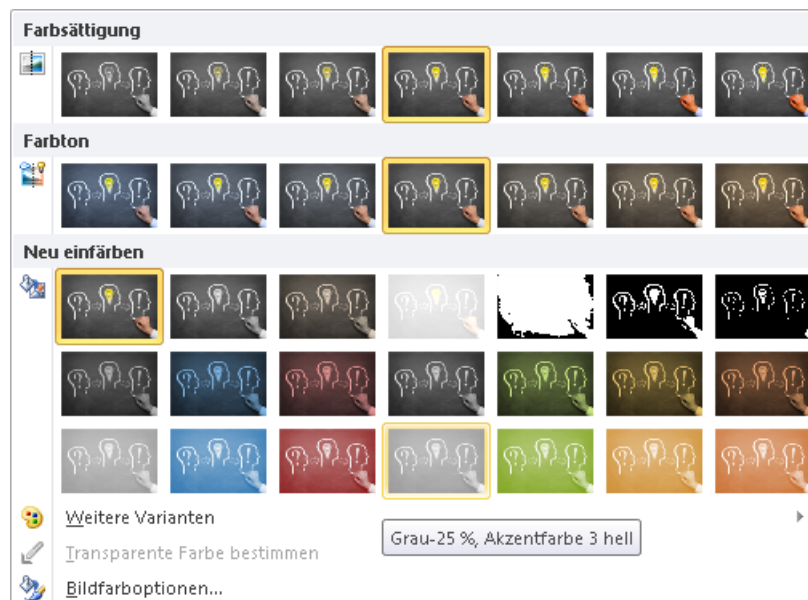 Farbsättigung
Farbton
Neu einfärben
Weitere Varianten
Grau-25 %, Akzentfarbe 3 hell
Transparente Farbe bestimmen
Bildfarboptionen...